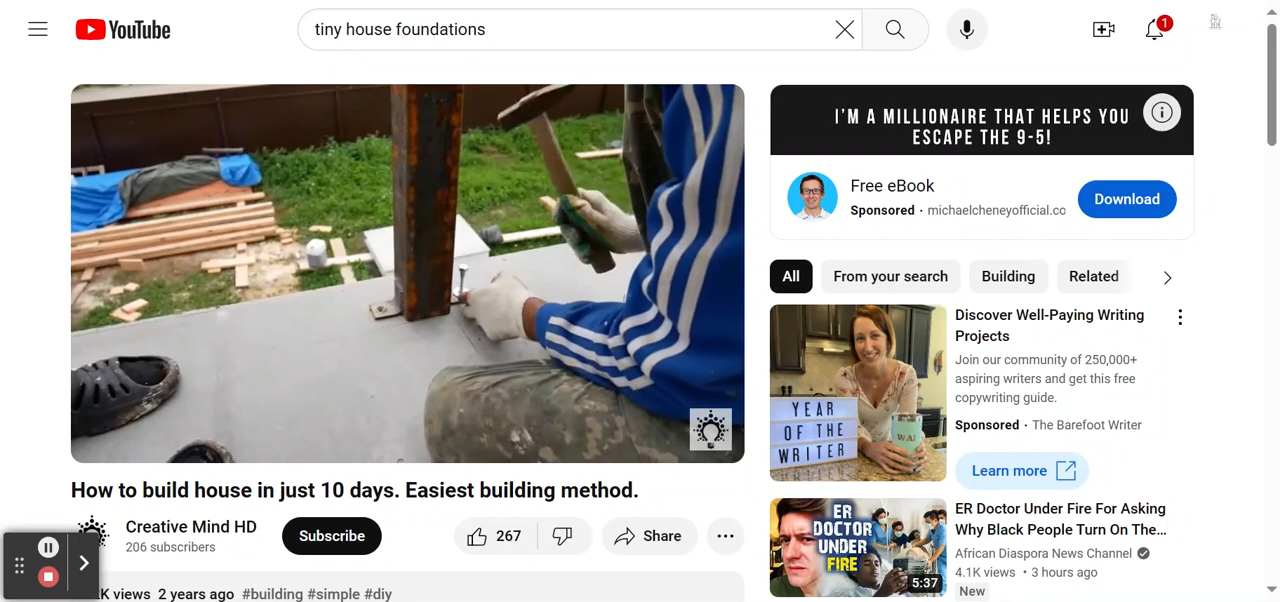 YouTube
tiny house foundations
1
I'M A MILLIONAIRE THAT HELPS YOU
ESCAPE THE 9-5!
Free eBook
Sponsored · michaelcheneyofficial.co
Download
All
From your search
Building
Related
Discover Well-Paying Writing
Projects
Join our community of 250,000+
aspiring writers and get this free
copywriting guide.
Sponsored · The Barefoot Writer
Learn more
YEAR
OF THE
WRITER
WAI
How to build house in just 10 days. Easiest building method.
Creative Mind HD
206 subscribers
Subscribe
267
Share
K views 2 years ago #building #simple #diy
ER
DOCTOR
UNDER
FIRE
5:37
ER Doctor Under Fire For Asking
Why Black People Turn On The...
African Diaspora News Channel
4.1K views • 3 hours ago
New